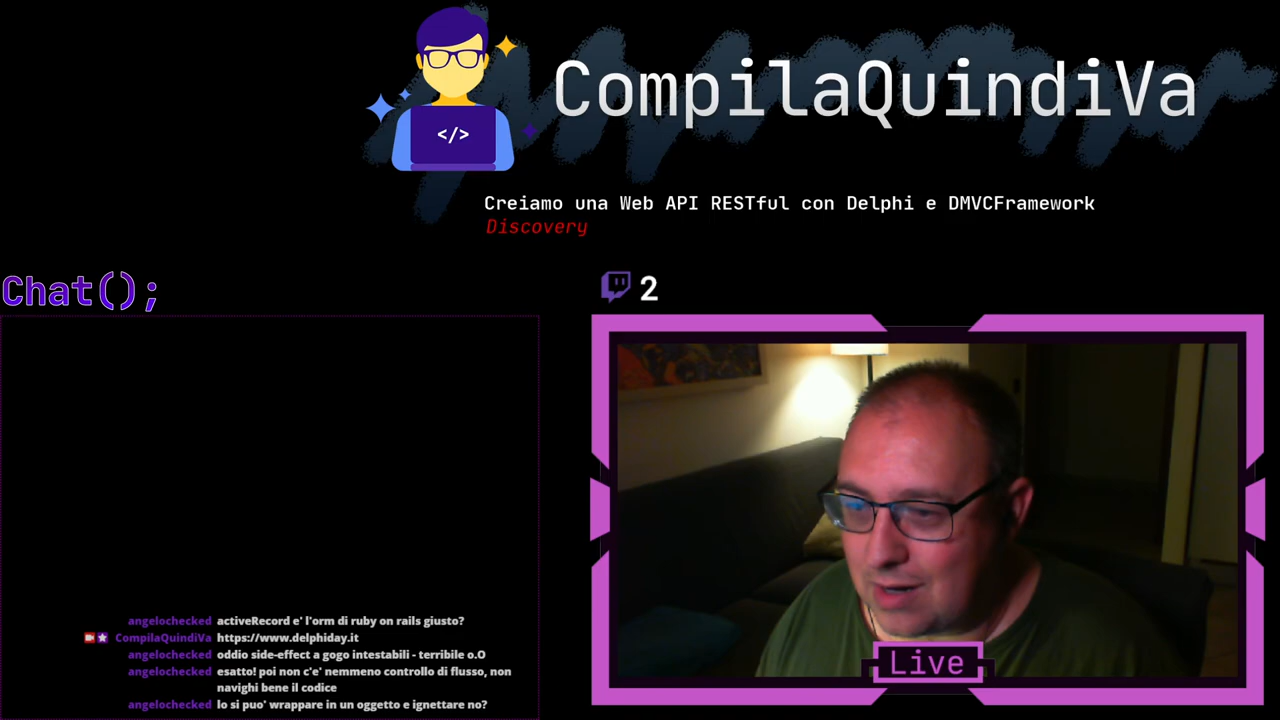 </>
CompilaQuindiVa
Creiamo una Web API RESTful con Delphi e DMVCFramework
Discovery
Chat();
2
angelochecked activeRecord e' l'orm di ruby on rails giusto?
CompilaQuindiVa https://www.delphiday.it
angelochecked oddio side-effect a gogo intestabili - terribile o.O
angelochecked esatto! poi non c'e' nemmeno controllo di flusso, non
navighi bene il codice
angelochecked lo si puo' wrappare in un oggetto e ignettare no?
Live